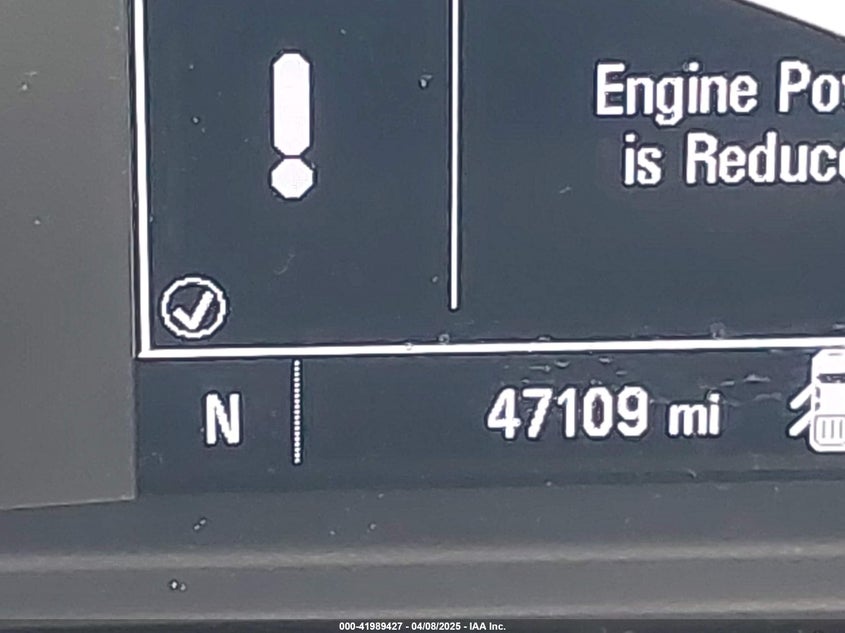 Engine Po
is Reduc
N
47109 mi
000-41989427 - 04/08/2025 - IAA Inc.